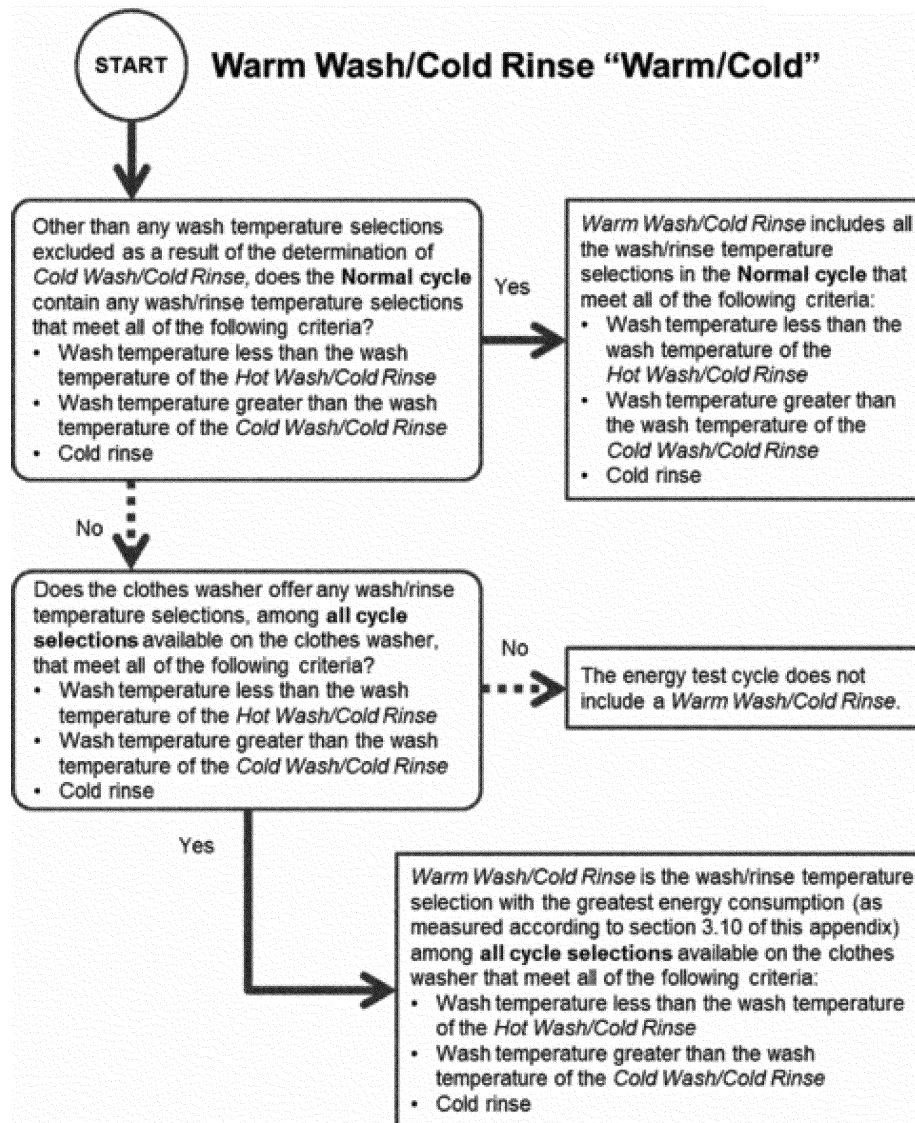 START
Warm Wash/Cold Rinse “Warm/Cold”
Other than any wash temperature selections
excluded as a result of the determination of
Cold Wash/Cold Rinse, does the Normal cycle
contain any wash/rinse temperature selections
that meet all of the following criteria?
• Wash temperature less than the wash
temperature of the Hot Wash/Cold Rinse
• Wash temperature greater than the wash
temperature of the Cold Wash/Cold Rinse
• Cold rinse
Yes
Warm Wash/Cold Rinse includes all
the wash/rinse temperature
selections in the Normal cycle that
meet all of the following criteria:
• Wash temperature less than the
wash temperature of the
Hot Wash/Cold Rinse
• Wash temperature greater than
the wash temperature of the
Cold Wash/Cold Rinse
• Cold rinse
No
Does the clothes washer offer any wash/rinse
temperature selections, among all cycle
selections available on the clothes washer,
that meet all of the following criteria?
• Wash temperature less than the wash
temperature of the Hot Wash/Cold Rinse
• Wash temperature greater than the wash
temperature of the Cold Wash/Cold Rinse
• Cold rinse
No
The energy test cycle does not
include a Warm Wash/Cold Rinse.
Yes
Warm Wash/Cold Rinse is the wash/rinse temperature
selection with the greatest energy consumption (as
measured according to section 3.10 of this appendix)
among all cycle selections available on the clothes
washer that meet all of the following criteria:
• Wash temperature less than the wash temperature
of the Hot Wash/Cold Rinse
• Wash temperature greater than the wash
temperature of the Cold Wash/Cold Rinse
• Cold rinse